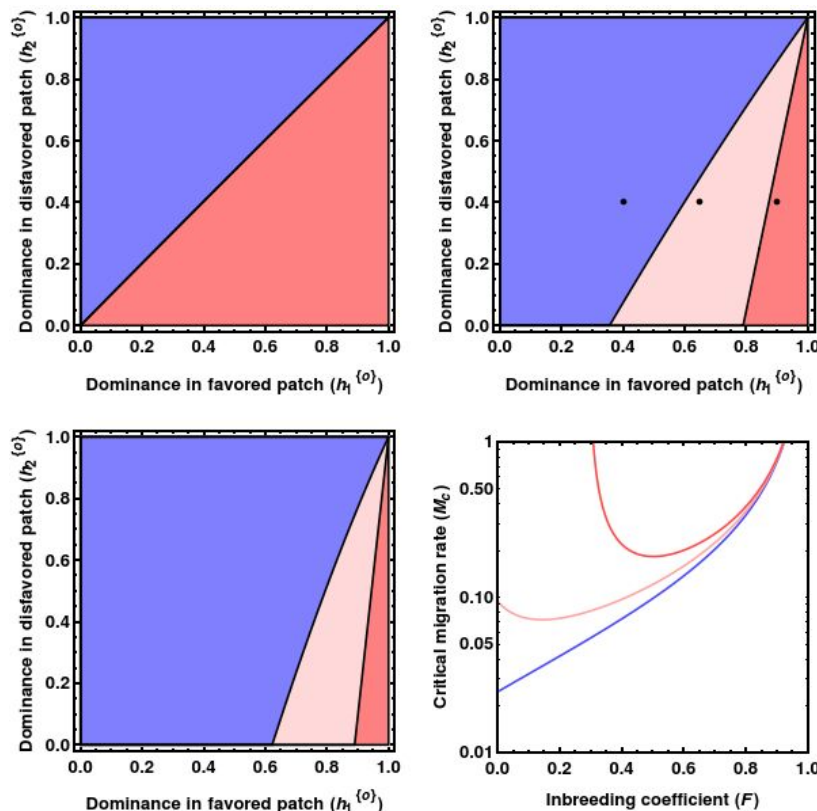 Dominance in disfavored patch (h₂^{o})
1.0
0.8
0.6
0.4
0.2
0.0
0.0 0.2 0.4 0.6 0.8 1.0
Dominance in favored patch (h₁^{o})
Dominance in disfavored patch (h₂^{o})
1.0
0.8
0.6
0.4
0.2
0.0
0.0 0.2 0.4 0.6 0.8 1.0
Dominance in favored patch (h₁^{o})
Dominance in disfavored patch (h₂^{o})
1.0
0.8
0.6
0.4
0.2
0.0
0.0 0.2 0.4 0.6 0.8 1.0
Dominance in favored patch (h₁^{o})
Critical migration rate (M_c)
1
0.50
0.10
0.05
0.01
0.0 0.2 0.4 0.6 0.8 1.0
Inbreeding coefficient (F)